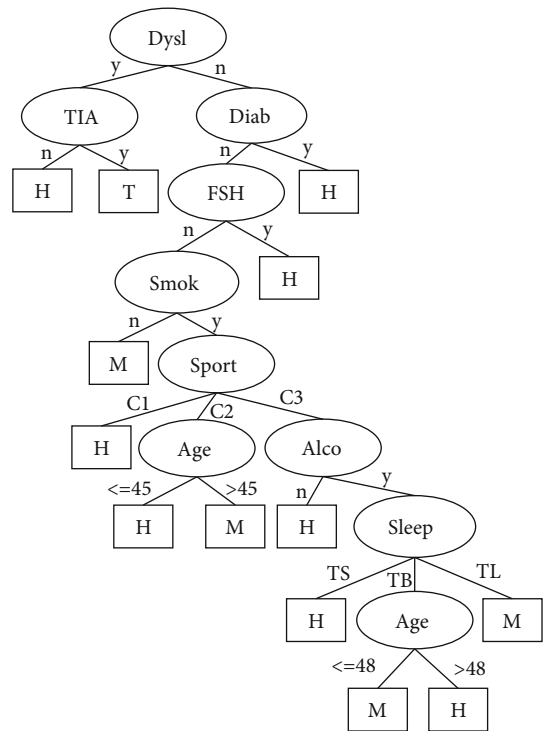 Dysl
y n
TIA Diab
n y n y
H T FSH H
n y
Smok H
n y
M Sport
C1 C2 C3
H Age Alco
<=45 >45 n y
H M H Sleep
TS TB TL
H Age M
<=48 >48
M H